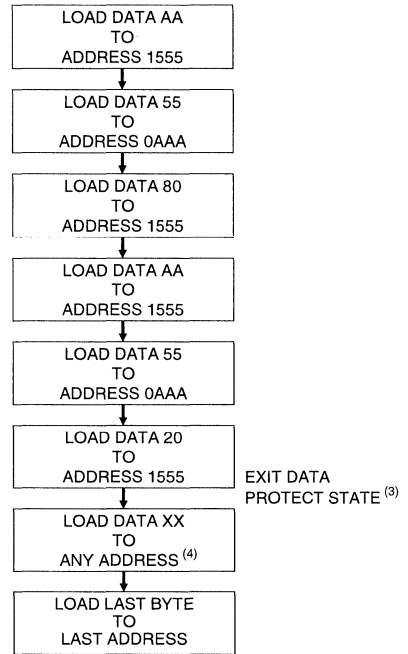 LOAD DATA AA
TO
ADDRESS 1555
LOAD DATA 55
TO
ADDRESS 0AAA
LOAD DATA 80
TO
ADDRESS 1555
LOAD DATA AA
TO
ADDRESS 1555
LOAD DATA 55
TO
ADDRESS 0AAA
LOAD DATA 20
TO
ADDRESS 1555
EXIT DATA
PROTECT STATE (3)
LOAD DATA XX
TO
ANY ADDRESS (4)
LOAD LAST BYTE
TO
LAST ADDRESS